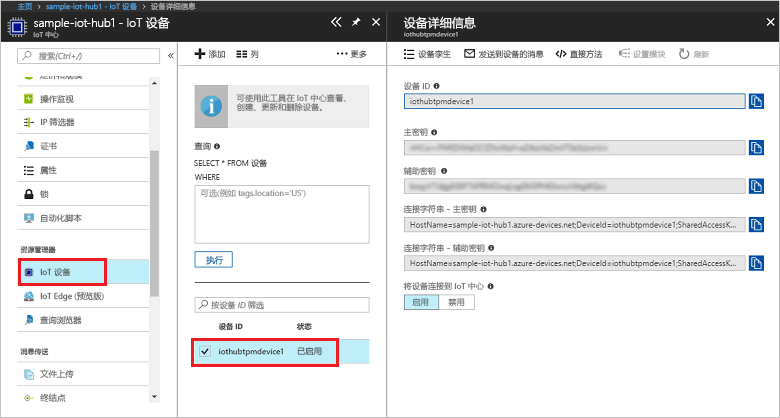 主页 > sample-iot-hub1 - IoT 设备 > 设备详细信息
sample-iot-hub1 - IoT 设备
IoT 中心
搜索(Ctrl+/)
定价和规模
操作监视
IP 筛选器
证书
属性
锁
自动化脚本
资源管理器
IoT 设备
IoT Edge (预览版)
查询浏览器
消息传送
文件上传
终结点
添加
列
更多
可使用此工具在 IoT 中心查看、
创建、更新和删除设备。
查询
SELECT * FROM 设备
WHERE
可选(例如 tags.location='US')
执行
按设备 ID 筛选
设备 ID 状态
iothubtpmdevice1 已启用
设备详细信息
iothubtpmdevice1
设备孪生
发送到设备的消息
直接方法
设置模块
刷新
设备 ID
iothubtpmdevice1
主密钥
辅助密钥
连接字符串 - 主密钥
HostName=sample-iot-hub1.azure-devices.net;DeviceId=iothubtpmdevice1;SharedAccessK...
连接字符串 - 辅助密钥
HostName=sample-iot-hub1.azure-devices.net;DeviceId=iothubtpmdevice1;SharedAccessK...
将设备连接到 IoT 中心
启用 禁用